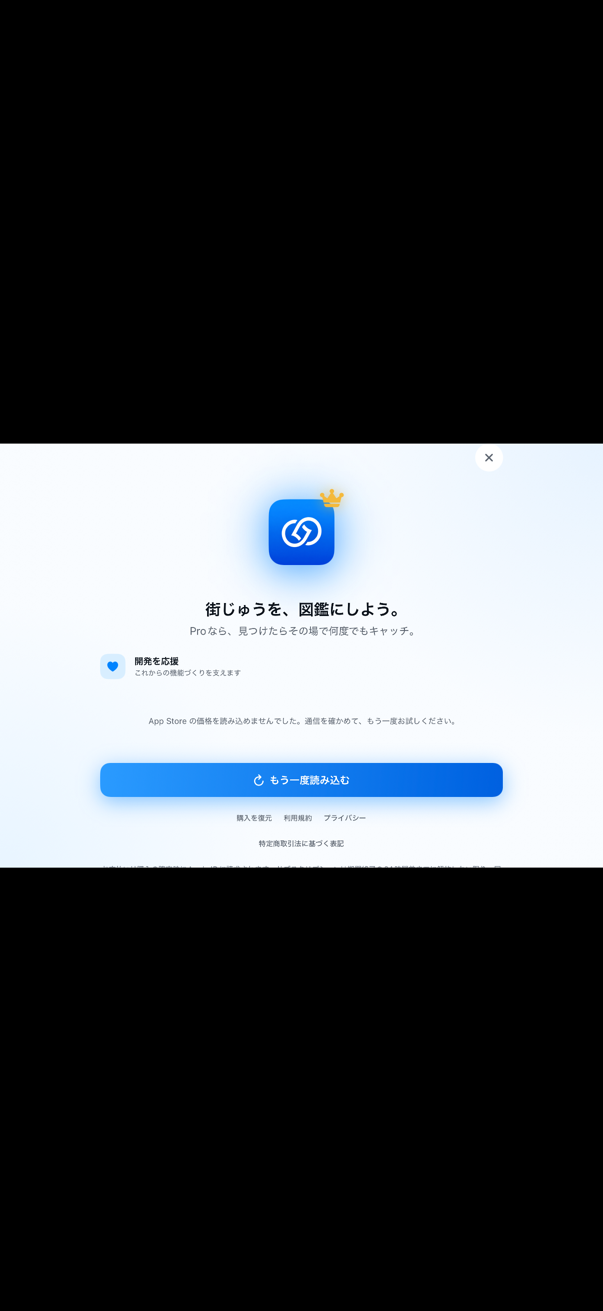 街じゅうを、図鑑にしよう。
Proなら、見つけたらその場で何度でもキャッチ。
開発を応援
これからの機能づくりを支えます
App Store の価格を読み込めませんでした。通信を確かめて、もう一度お試しください。
もう一度読み込む
購入を復元 利用規約 プライバシー
特定商取引法に基づく表記